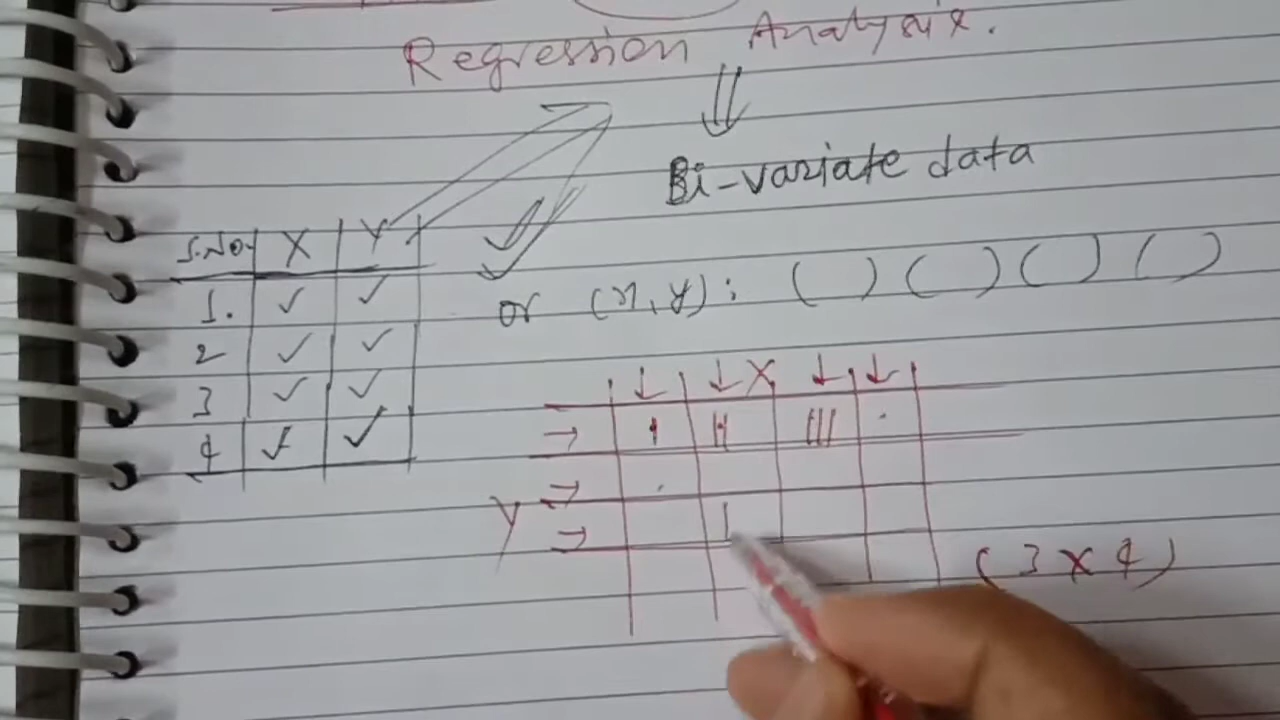 Regression Analysis.
Bi-variate data
S.No. X Y
1. ✓ ✓
2 ✓ ✓
3 ✓ ✓
4 ✓ ✓
or (x,y): ( ) ( ) ( ) ( )
X
Y
(3 x 4)